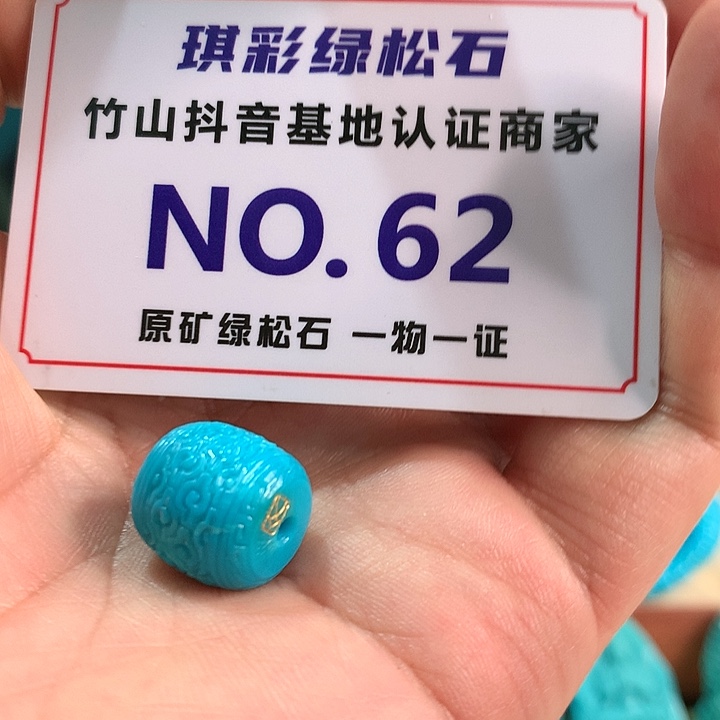 琪彩绿松石
竹山抖音基地认证商家
NO. 62
原矿绿松石 一物一证